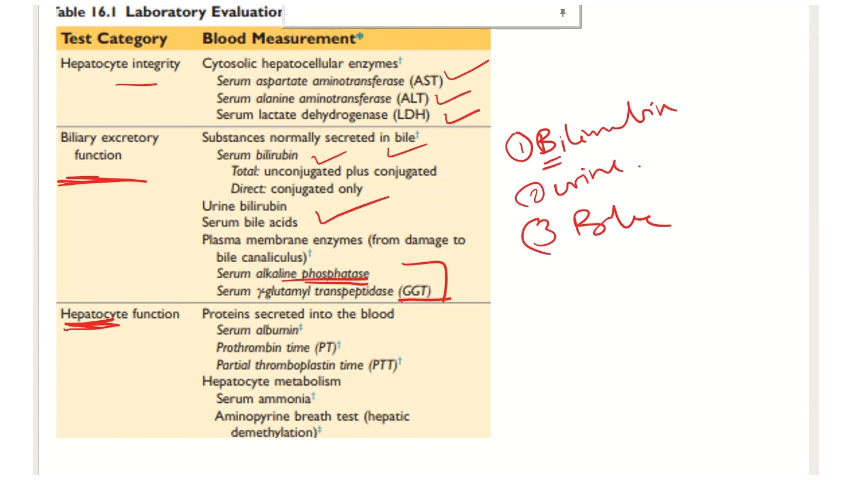 Table 16.1 Laboratory Evaluation
Test Category Blood Measurement*
Hepatocyte integrity Cytosolic hepatocellular enzymes†
Serum aspartate aminotransferase (AST)
Serum alanine aminotransferase (ALT)
Serum lactate dehydrogenase (LDH)
Biliary excretory Substances normally secreted in bile†
function Serum bilirubin
Total: unconjugated plus conjugated
Direct: conjugated only
Urine bilirubin
Serum bile acids
Plasma membrane enzymes (from damage to
bile canaliculus)†
Serum alkaline phosphatase
Serum γ-glutamyl transpeptidase (GGT)
Hepatocyte function Proteins secreted into the blood
Serum albumin‡
Prothrombin time (PT)†
Partial thromboplastin time (PTT)†
Hepatocyte metabolism
Serum ammonia†
Aminopyrine breath test (hepatic
demethylation)‡
① Bilirubin
② urine
③ Bile